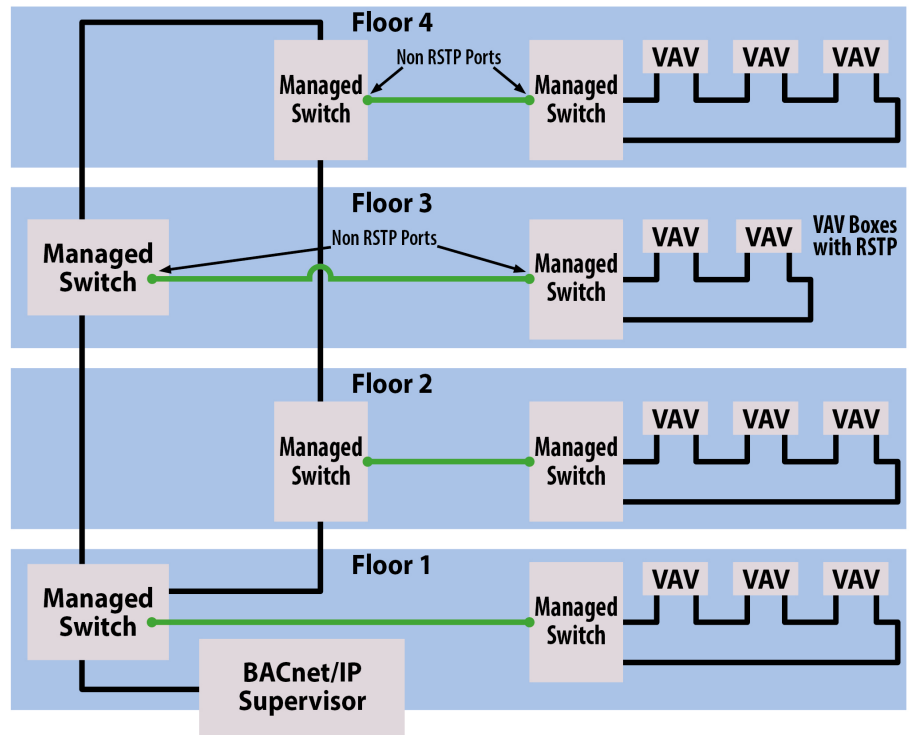 Floor 4
Non RSTP Ports
Managed
Switch
Managed
Switch
VAV
VAV
VAV
Floor 3
Non RSTP Ports
Managed
Switch
Managed
Switch
VAV
VAV
VAV Boxes
with RSTP
Floor 2
Managed
Switch
Managed
Switch
VAV
VAV
VAV
Floor 1
Managed
Switch
Managed
Switch
VAV
VAV
VAV
BACnet/IP
Supervisor